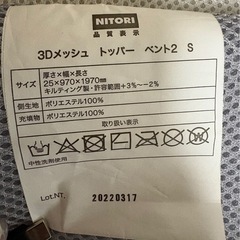 NITORI
品質表示
3Dメッシュ トッパー ベント2 S
厚さ×幅×長さ
25×970×1970mm
キルティング製・許容範囲+3%~-2%
側生地 ポリエステル100%
充填物 ポリエステル100%
取り扱い表示
中性洗剤使用
Lot.NT. 20220317